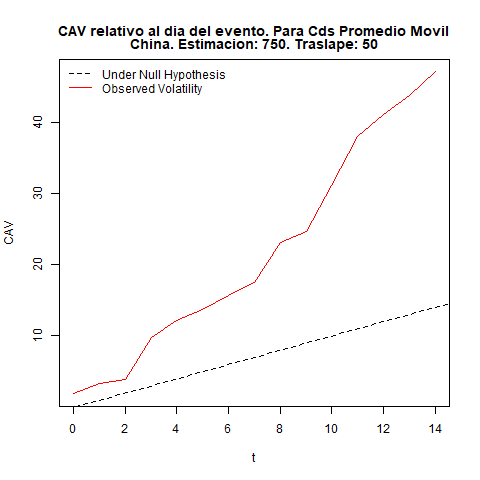 CAV relativo al dia del evento. Para Cds Promedio Movil
China. Estimacion: 750. Traslape: 50
Under Null Hypothesis
Observed Volatility
40
30
20
10
CAV
0 2 4 6 8 10 12 14
t